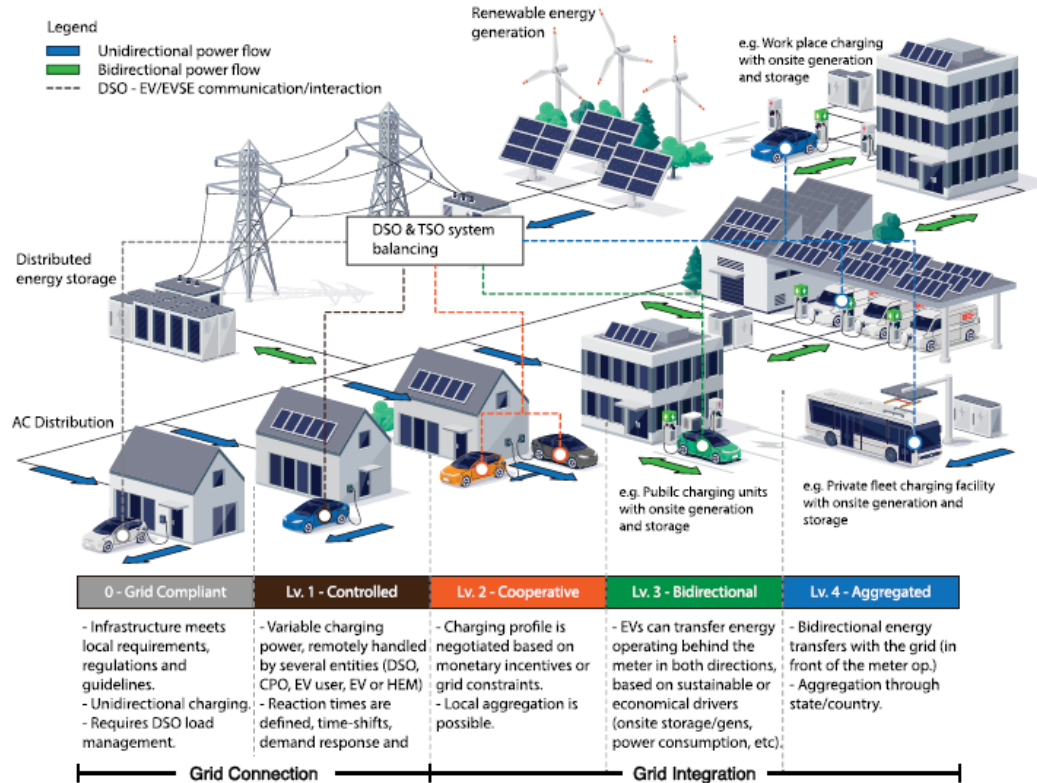 Legend
Unidirectional power flow
Bidirectional power flow
DSO - EV/EVSE communication/interaction
Renewable energy
generation
e.g. Work place charging
with onsite generation
and storage
DSO & TSO system
balancing
Distributed
energy storage
AC Distribution
e.g. Public charging units
with onsite generation
and storage
e.g. Private fleet charging facility
with onsite generation and
storage
0 - Grid Compliant
- Infrastructure meets
local requirements,
regulations and
guidelines.
- Unidirectional charging.
- Requires DSO load
management.
Lv. 1 - Controlled
- Variable charging
power, remotely handled
by several entities (DSO,
CPO, EV user, EV or HEM)
- Reaction times are
defined, time-shifts,
demand response and
Lv. 2 - Cooperative
- Charging profile is
negotiated based on
monetary incentives or
grid constraints.
- Local aggregation is
possible.
Lv. 3 - Bidirectional
- EVs can transfer energy
operating behind the
meter in both directions,
based on sustainable or
economical drivers
(onsite storage/gens,
power consumption, etc).
Lv. 4 - Aggregated
- Bidirectional energy
transfers with the grid (in
front of the meter op.)
- Aggregation through
state/country.
Grid Connection
Grid Integration